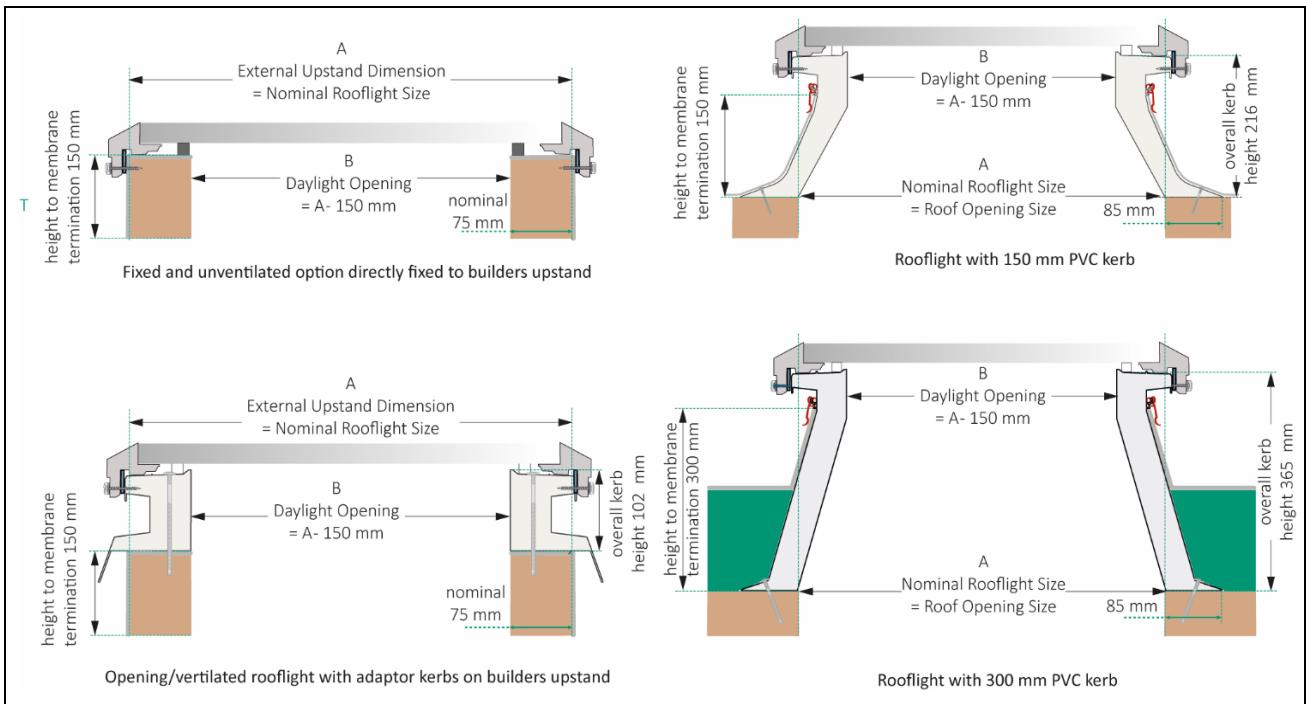 A
External Upstand Dimension
= Nominal Rooflight Size
height to membrane
termination 150 mm
B
Daylight Opening
= A- 150 mm
nominal
75 mm
T
Fixed and unventilated option directly fixed to builders upstand
B
Daylight Opening
= A- 150 mm
height to membrane
termination 150 mm
overall kerb
height 216 mm
A
Nominal Rooflight Size
= Roof Opening Size
85 mm
Rooflight with 150 mm PVC kerb
A
External Upstand Dimension
= Nominal Rooflight Size
B
Daylight Opening
= A- 150 mm
overall kerb
height 102 mm
height to membrane
termination 150 mm
nominal
75 mm
Opening/vertilated rooflight with adaptor kerbs on builders upstand
B
Daylight Opening
= A- 150 mm
height to membrane
termination 300 mm
overall kerb
height 365 mm
A
Nominal Rooflight Size
= Roof Opening Size
85 mm
Rooflight with 300 mm PVC kerb